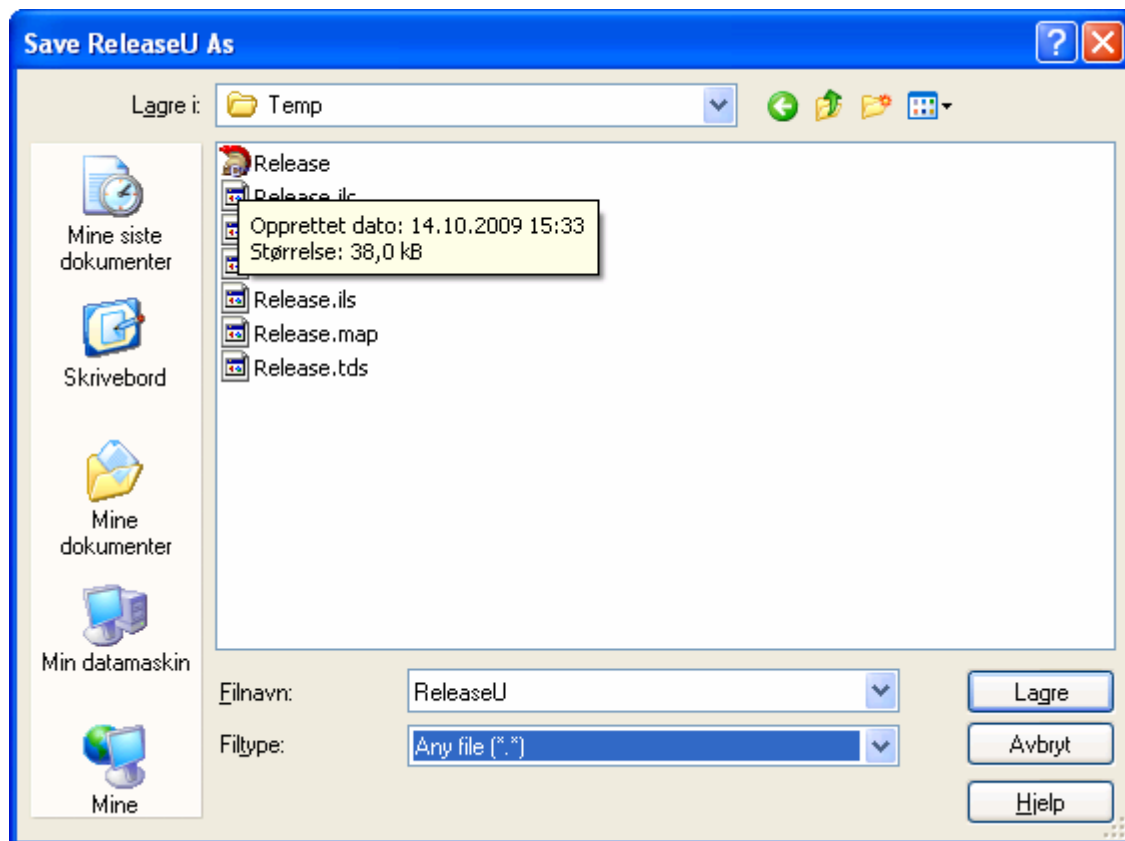 Save ReleaseU As
Lagre i:
Temp
Release
Release.ilc
Opprettet dato: 14.10.2009 15:33
Størrelse: 38,0 kB
Release.ils
Release.map
Release.tds
Mine siste
dokumenter
Skrivebord
Mine
dokumenter
Min datamaskin
Mine
Filnavn:
ReleaseU
Lagre
Filtype:
Any file (*.*)
Avbryt
Hjelp